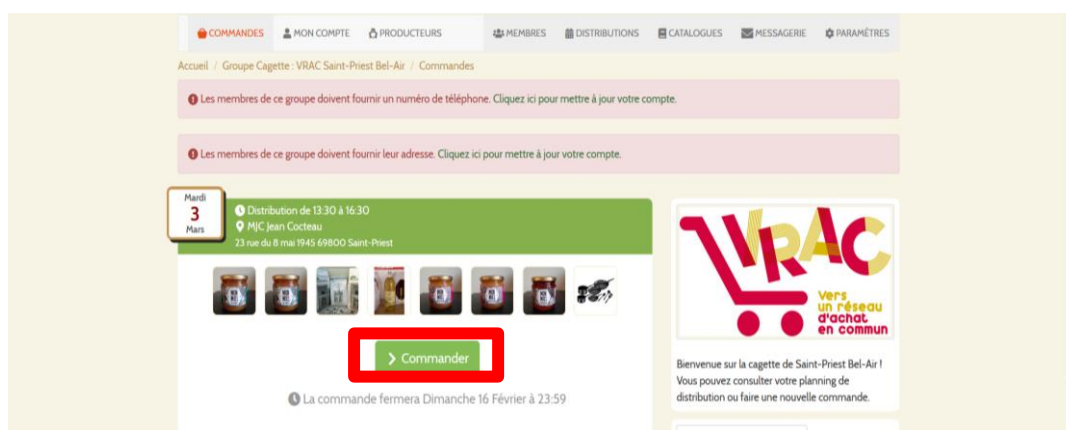 COMMANDES MON COMPTE PRODUCTEURS MEMBRES DISTRIBUTIONS CATALOGUES MESSAGERIE PARAMÈTRES
Accueil / Groupe Cagette : VRAC Saint-Priest Bel-Air / Commandes
Les membres de ce groupe doivent fournir un numéro de téléphone. Cliquez ici pour mettre à jour votre compte.
Les membres de ce groupe doivent fournir leur adresse. Cliquez ici pour mettre à jour votre compte.
Mardi
3
Mars
Distribution de 13:30 à 16:30
MJC Jean Cocteau
23 rue du 8 mai 1945 69800 Saint-Priest
VRAC
Vers
un réseau
d'achat
en commun
Commander
La commande fermera Dimanche 16 Février à 23:59
Bienvenue sur la cagette de Saint-Priest Bel-Air !
Vous pouvez consulter votre planning de
distribution ou faire une nouvelle commande.